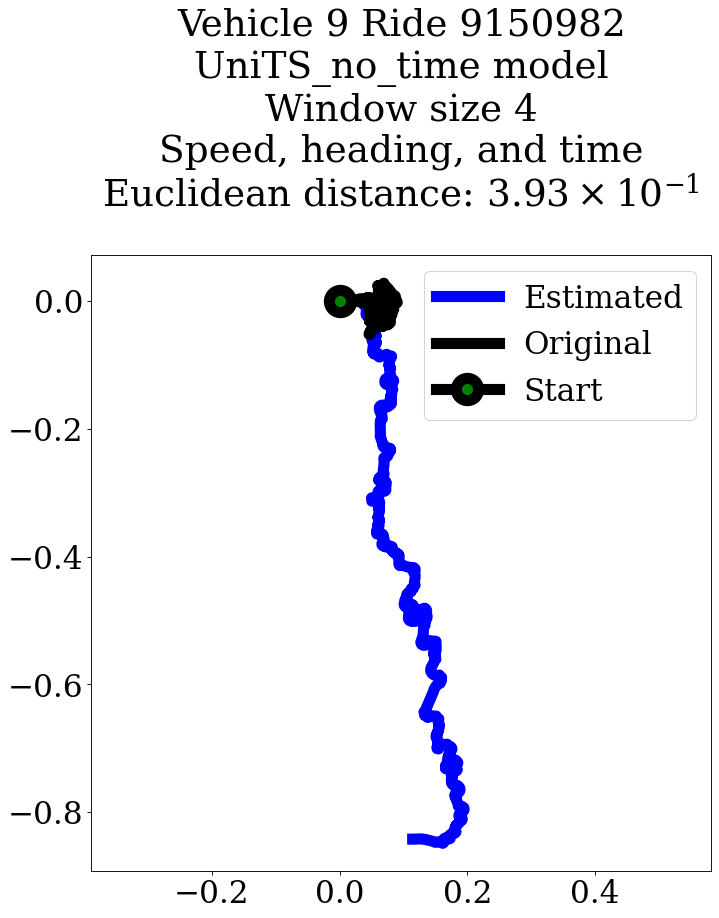 Vehicle 9 Ride 9150982
UniTS_no_time model
Window size 4
Speed, heading, and time
Euclidean distance: 3.93 × 10⁻¹
Estimated
Original
Start
0.0
−0.2
−0.4
−0.6
−0.8
−0.2 0.0 0.2 0.4